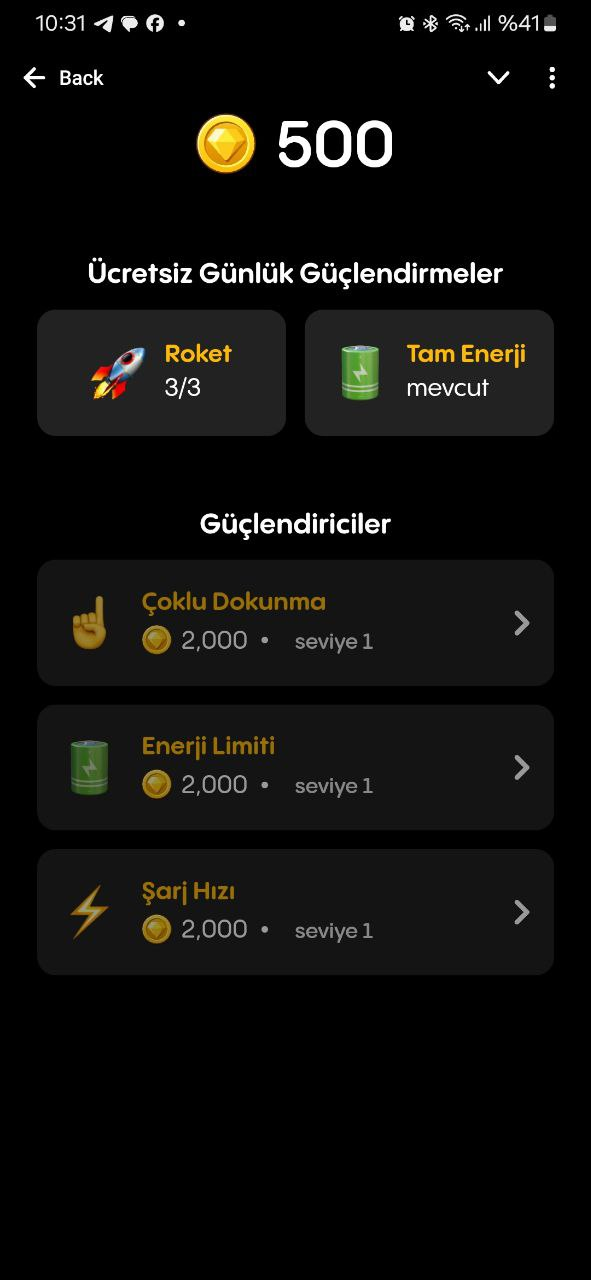 10:31 %41
Back
500
Ücretsiz Günlük Güçlendirmeler
Roket
3/3
Tam Enerji
mevcut
Güçlendiriciler
Çoklu Dokunma
2,000 • seviye 1
Enerji Limiti
2,000 • seviye 1
Şarj Hızı
2,000 • seviye 1